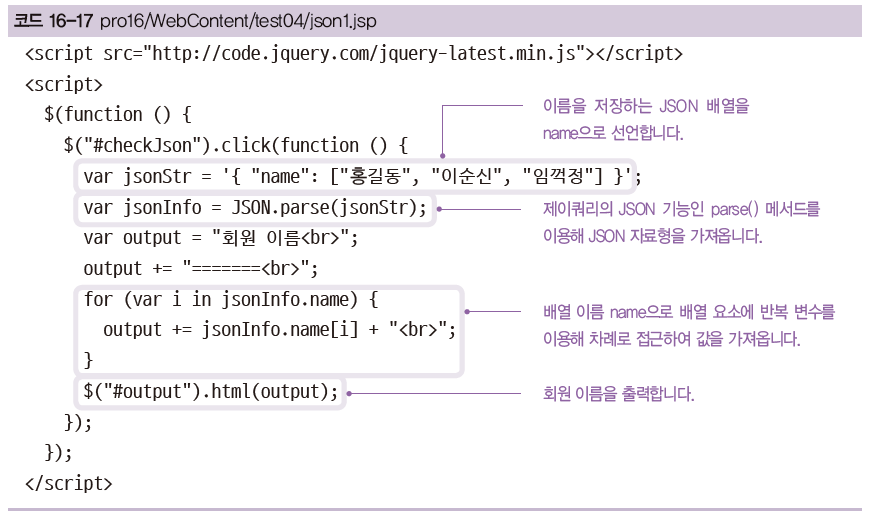 코드 16-17 pro16/WebContent/test04/json1.jsp
<script src="http://code.jquery.com/jquery-latest.min.js"></script>
<script>
$(function () {
$("#checkJson").click(function () {
이름을 저장하는 JSON 배열을
name으로 선언합니다.
var jsonStr = '{ "name": ["홍길동", "이순신", "임꺽정"] }';
var jsonInfo = JSON.parse(jsonStr);
제이쿼리의 JSON 기능인 parse() 메서드를
이용해 JSON 자료형을 가져옵니다.
var output = "회원 이름<br>";
output += "=======<br>";
for (var i in jsonInfo.name) {
output += jsonInfo.name[i] + "<br>";
}
배열 이름 name으로 배열 요소에 반복 변수를
이용해 차례로 접근하여 값을 가져옵니다.
$("#output").html(output);
회원 이름을 출력합니다.
});
});
</script>